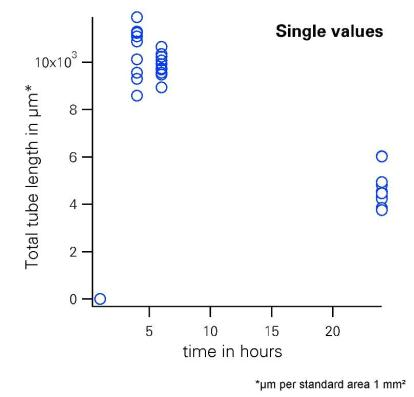 Single values
10x10³
8
6
4
2
0
Total tube length in µm*
5 10 15 20
time in hours
*µm per standard area 1 mm²